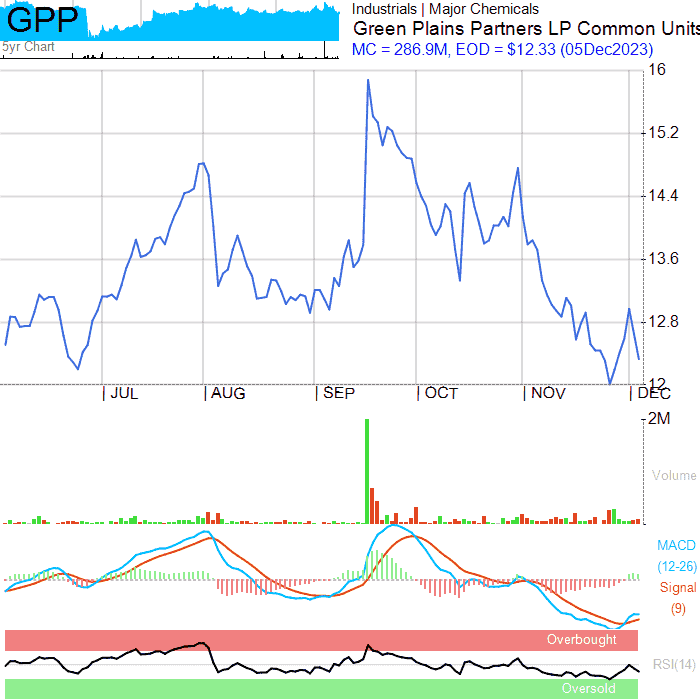 GPP
5yr Chart
Industrials | Major Chemicals
Green Plains Partners LP Common Units
MC = 286.9M, EOD = $12.33 (05Dec2023)
16
15.2
14.4
13.6
12.8
12
JUL
AUG
SEP
OCT
NOV
DEC
2M
Volume
MACD
(12-26)
Signal
(9)
Overbought
RSI(14)
Oversold